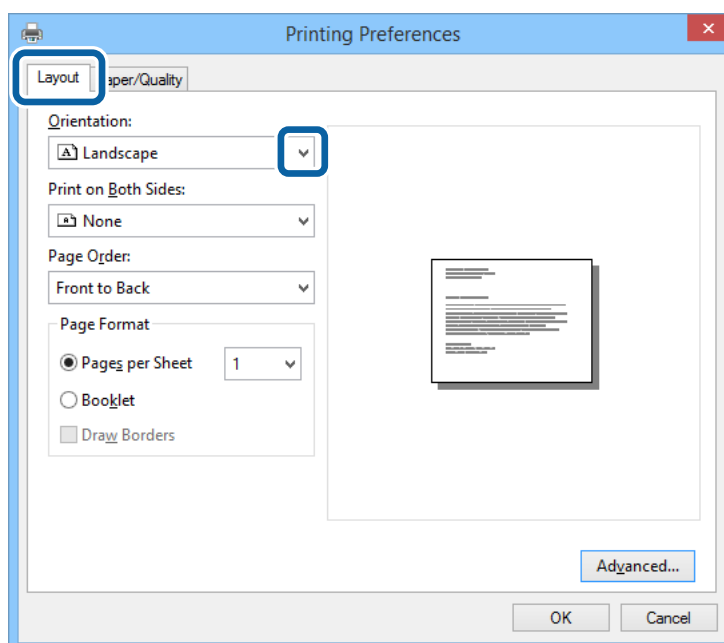 Printing Preferences
Layout
aper/Quality
Orientation:
A Landscape
Print on Both Sides:
None
Page Order:
Front to Back
Page Format
Pages per Sheet 1
Booklet
Draw Borders
Advanced...
OK Cancel